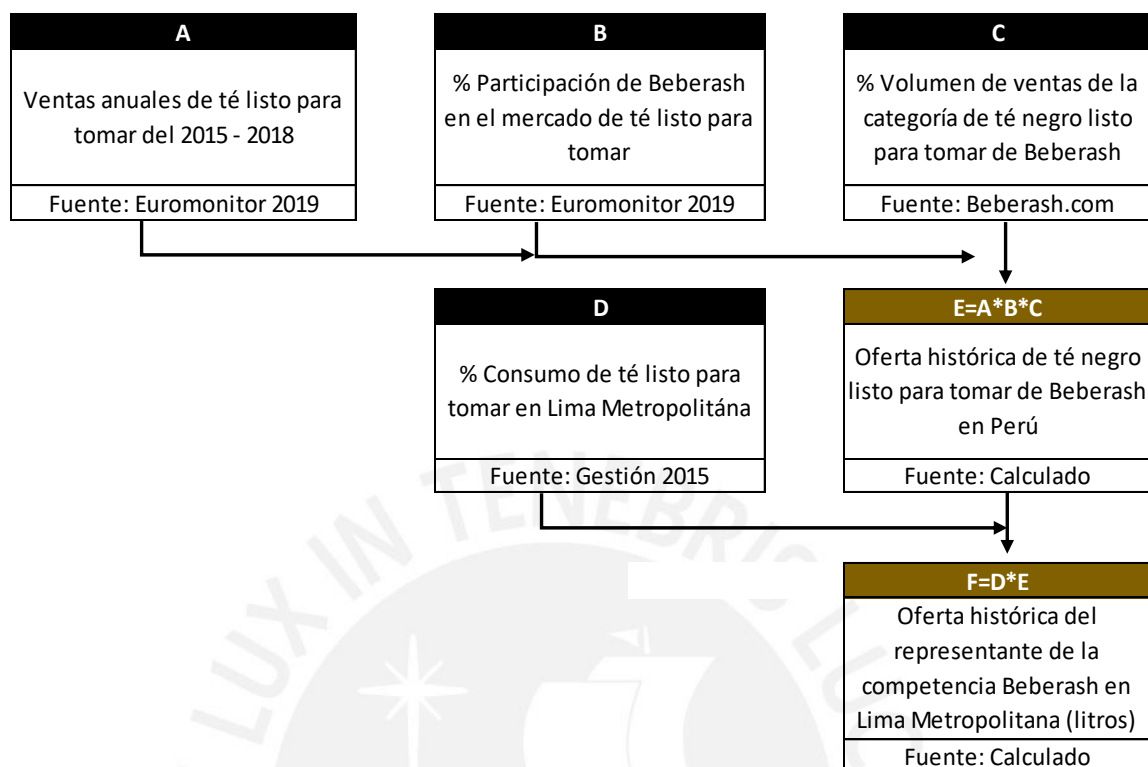 A
Ventas anuales de té listo para
tomar del 2015 - 2018
Fuente: Euromonitor 2019
B
% Participación de Beberash
en el mercado de té listo para
tomar
Fuente: Euromonitor 2019
C
% Volumen de ventas de la
categoría de té negro listo
para tomar de Beberash
Fuente: Beberash.com
D
% Consumo de té listo para
tomar en Lima Metropolitána
Fuente: Gestión 2015
E=A*B*C
Oferta histórica de té negro
listo para tomar de Beberash
en Perú
Fuente: Calculado
F=D*E
Oferta histórica del
representante de la
competencia Beberash en
Lima Metropolitana (litros)
Fuente: Calculado
LUX IN TENEBRIS LUC